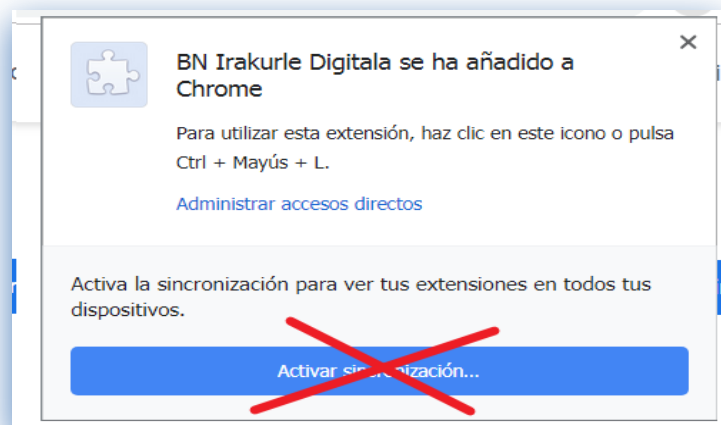 BN Irakurle Digitala se ha añadido a
Chrome
Para utilizar esta extensión, haz clic en este icono o pulsa
Ctrl + Mayús + L.
Administrar accesos directos
Activa la sincronización para ver tus extensiones en todos tus
dispositivos.
Activar sincronización...